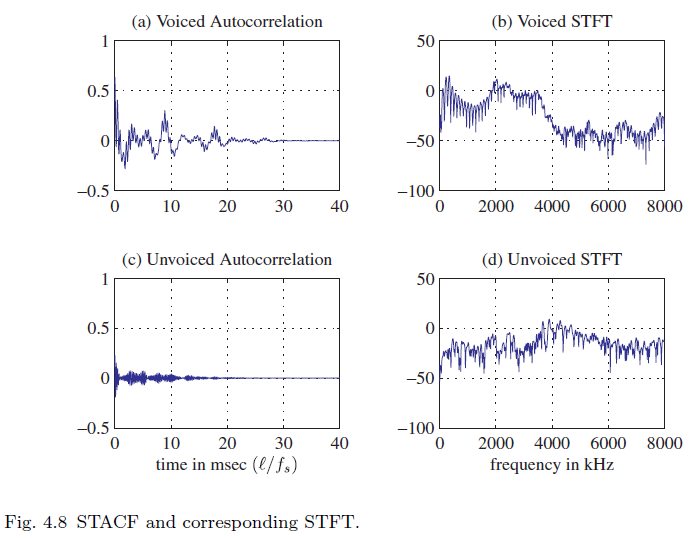 (a) Voiced Autocorrelation
(b) Voiced STFT
1
0.5
0
−0.5
0 10 20 30 40
50
0
−50
−100
0 2000 4000 6000 8000
(c) Unvoiced Autocorrelation
(d) Unvoiced STFT
1
0.5
0
−0.5
0 10 20 30 40
time in msec (ℓ/fₛ)
50
0
−50
−100
0 2000 4000 6000 8000
frequency in kHz
Fig. 4.8 STACF and corresponding STFT.